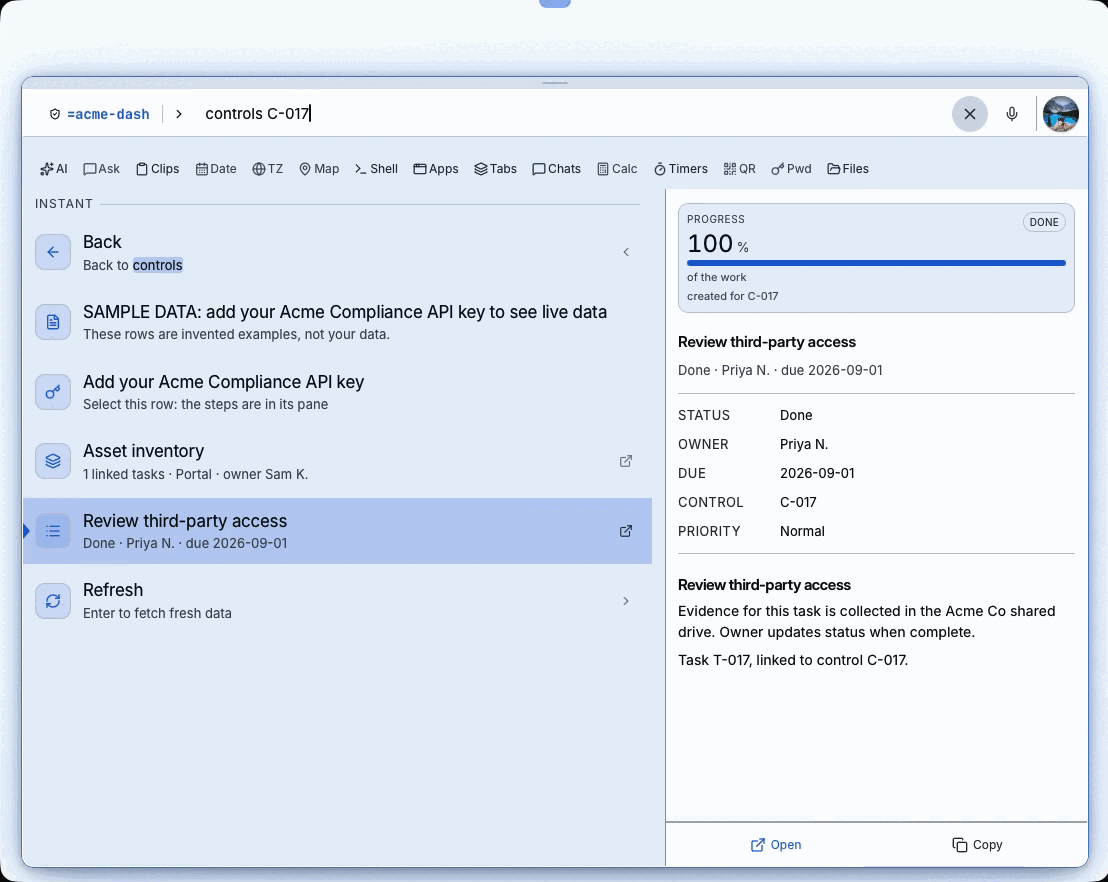 =acme-dash
controls C-017
AI
Ask
Clips
Date
TZ
Map
Shell
Apps
Tabs
Chats
Calc
Timers
QR
Pwd
Files
INSTANT
Back
Back to controls
SAMPLE DATA: add your Acme Compliance API key to see live data
These rows are invented examples, not your data.
Add your Acme Compliance API key
Select this row: the steps are in its pane
Asset inventory
1 linked tasks · Portal · owner Sam K.
Review third-party access
Done · Priya N. · due 2026-09-01
Refresh
Enter to fetch fresh data
PROGRESS
DONE
100 %
of the work
created for C-017
Review third-party access
Done · Priya N. · due 2026-09-01
STATUS Done
OWNER Priya N.
DUE 2026-09-01
CONTROL C-017
PRIORITY Normal
Review third-party access
Evidence for this task is collected in the Acme Co shared
drive. Owner updates status when complete.
Task T-017, linked to control C-017.
Open
Copy